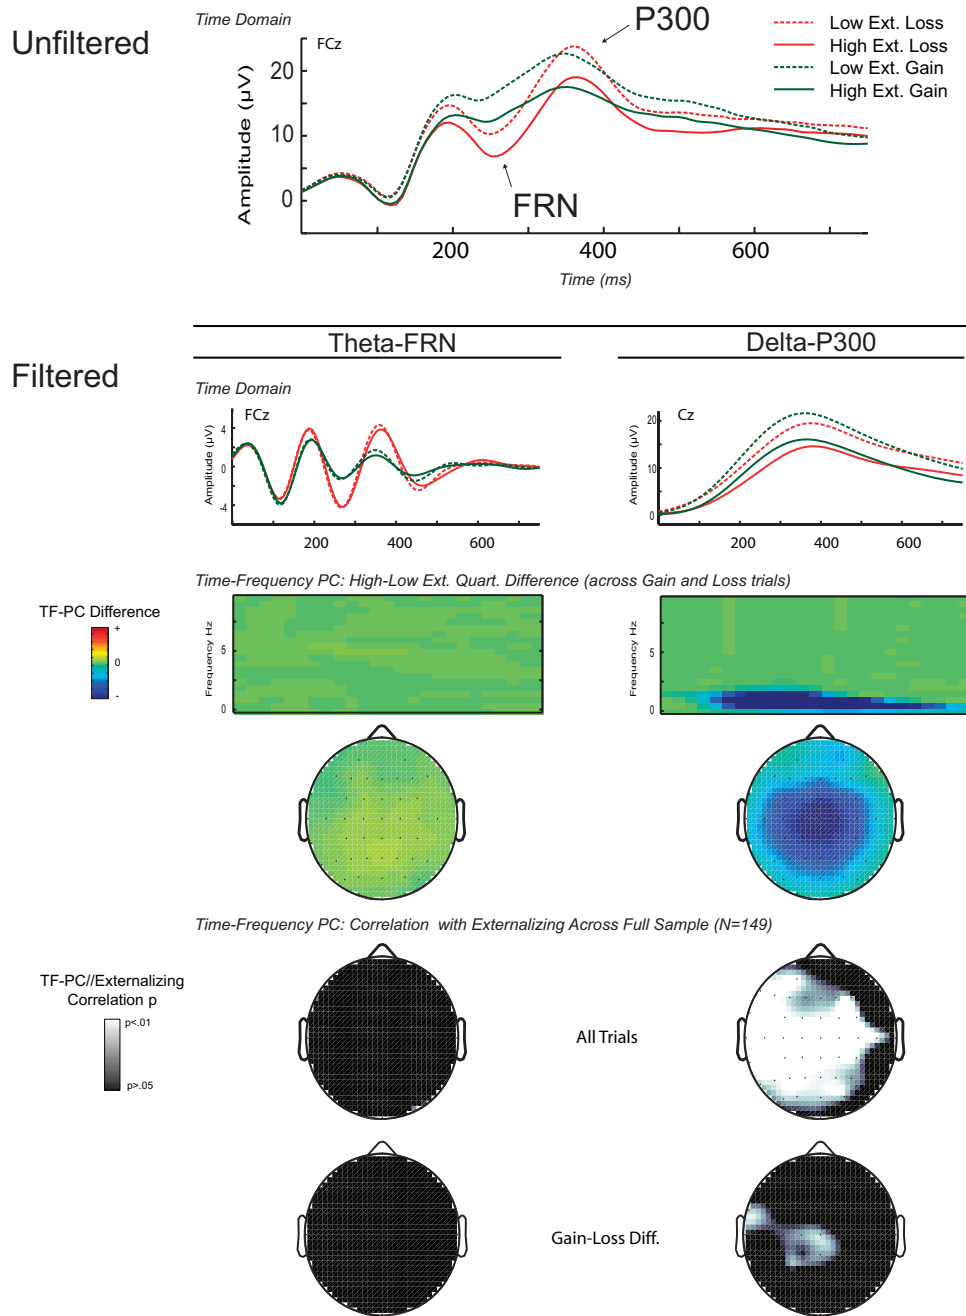 Unfiltered
Time Domain
FCz
P300
FRN
Low Ext. Loss
High Ext. Loss
Low Ext. Gain
High Ext. Gain
Amplitude (µV)
20
10
0
200
400
600
Time (ms)
Theta-FRN
Delta-P300
Filtered
Time Domain
FCz
Amplitude (µV)
4
0
-4
200
400
600
Cz
Amplitude (µV)
20
10
0
200
400
600
Time-Frequency PC: High-Low Ext. Quart. Difference (across Gain and Loss trials)
TF-PC Difference
+
0
-
Frequency Hz
5
0
Frequency Hz
5
0
Time-Frequency PC: Correlation with Externalizing Across Full Sample (N=149)
TF-PC//Externalizing
Correlation p
p<.01
p>.05
All Trials
Gain-Loss Diff.